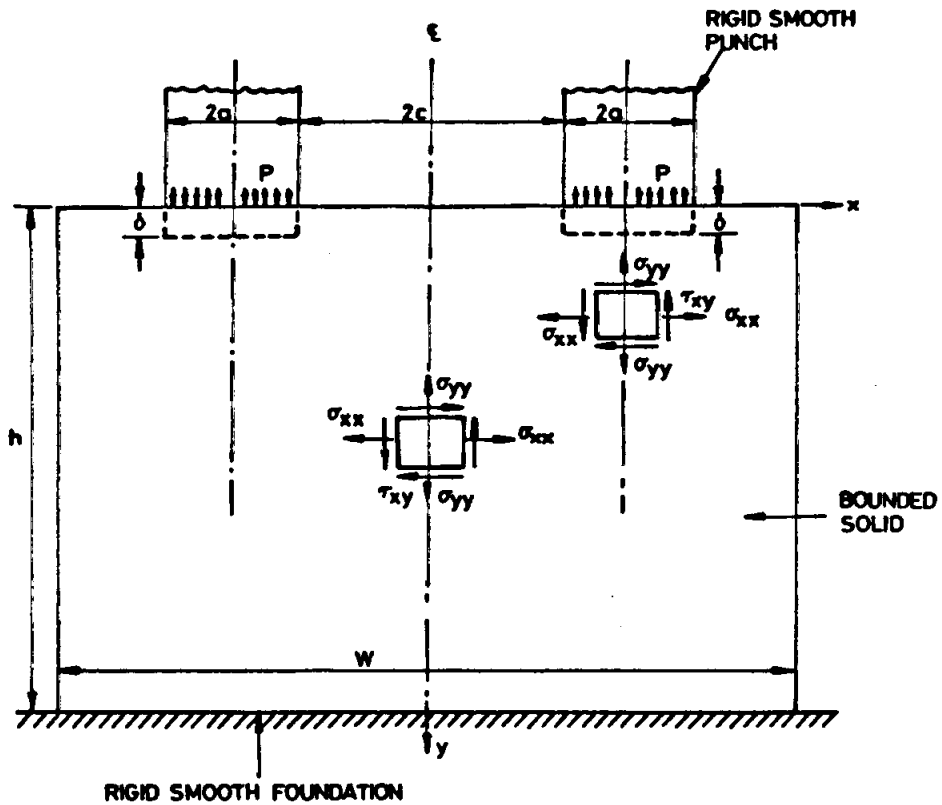 RIGID SMOOTH
PUNCH
℄
2a
2c
2a
P
P
x
δ
δ
σyy
τxy
σxx
σxx
σyy
σyy
σxx
σxx
τxy
σyy
h
BOUNDED
SOLID
W
y
RIGID SMOOTH FOUNDATION